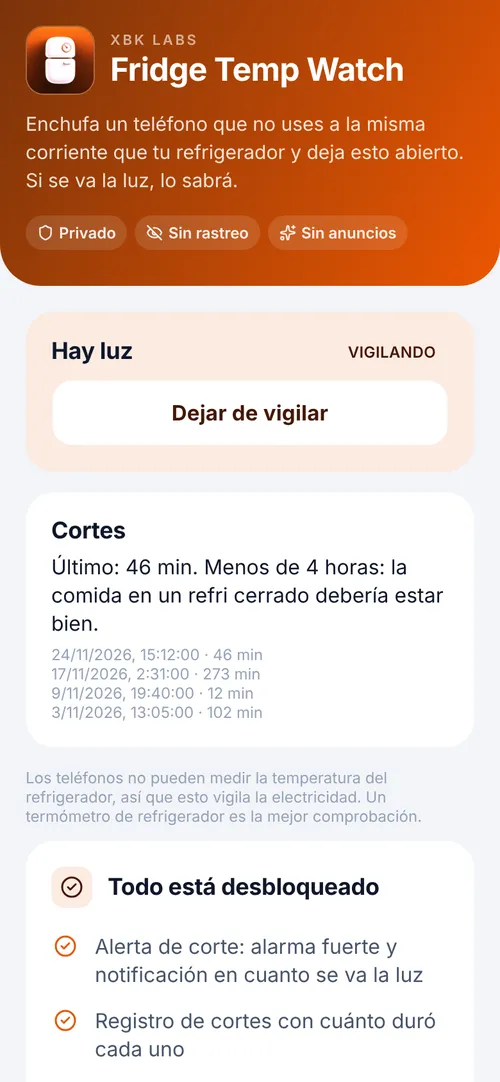 XBK LABS
Fridge Temp Watch
Enchufa un teléfono que no uses a la misma
corriente que tu refrigerador y deja esto abierto.
Si se va la luz, lo sabrá.
Privado
Sin rastreo
Sin anuncios
Hay luz
VIGILANDO
Dejar de vigilar
Cortes
Último: 46 min. Menos de 4 horas: la
comida en un refri cerrado debería estar
bien.
24/11/2026, 15:12:00 · 46 min
17/11/2026, 2:31:00 · 273 min
9/11/2026, 19:40:00 · 12 min
3/11/2026, 13:05:00 · 102 min
Los teléfonos no pueden medir la temperatura del
refrigerador, así que esto vigila la electricidad. Un
termómetro de refrigerador es la mejor comprobación.
Todo está desbloqueado
Alerta de corte: alarma fuerte y
notificación en cuanto se va la luz
Registro de cortes con cuánto duró
cada uno